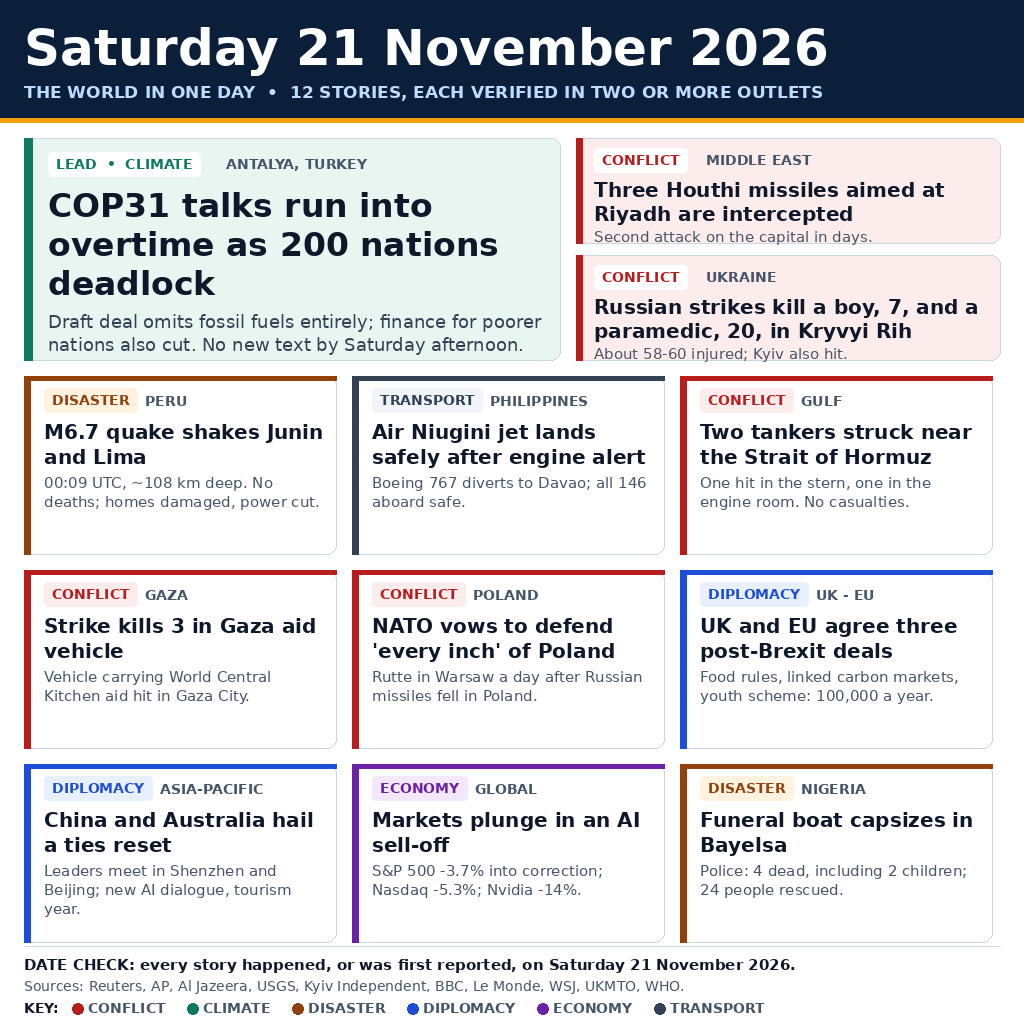 Saturday 21 November 2026
THE WORLD IN ONE DAY • 12 STORIES, EACH VERIFIED IN TWO OR MORE OUTLETS
LEAD • CLIMATE ANTALYA, TURKEY
COP31 talks run into
overtime as 200 nations
deadlock
Draft deal omits fossil fuels entirely; finance for poorer
nations also cut. No new text by Saturday afternoon.
CONFLICT MIDDLE EAST
Three Houthi missiles aimed at
Riyadh are intercepted
Second attack on the capital in days.
CONFLICT UKRAINE
Russian strikes kill a boy, 7, and a
paramedic, 20, in Kryvyi Rih
About 58-60 injured; Kyiv also hit.
DISASTER PERU
M6.7 quake shakes Junin
and Lima
00:09 UTC, ~108 km deep. No
deaths; homes damaged, power cut.
TRANSPORT PHILIPPINES
Air Niugini jet lands
safely after engine alert
Boeing 767 diverts to Davao; all 146
aboard safe.
CONFLICT GULF
Two tankers struck near
the Strait of Hormuz
One hit in the stern, one in the
engine room. No casualties.
CONFLICT GAZA
Strike kills 3 in Gaza aid
vehicle
Vehicle carrying World Central
Kitchen aid hit in Gaza City.
CONFLICT POLAND
NATO vows to defend
'every inch' of Poland
Rutte in Warsaw a day after Russian
missiles fell in Poland.
DIPLOMACY UK - EU
UK and EU agree three
post-Brexit deals
Food rules, linked carbon markets,
youth scheme: 100,000 a year.
DIPLOMACY ASIA-PACIFIC
China and Australia hail
a ties reset
Leaders meet in Shenzhen and
Beijing; new AI dialogue, tourism
year.
ECONOMY GLOBAL
Markets plunge in an AI
sell-off
S&P 500 -3.7% into correction;
Nasdaq -5.3%; Nvidia -14%.
DISASTER NIGERIA
Funeral boat capsizes in
Bayelsa
Police: 4 dead, including 2 children;
24 people rescued.
DATE CHECK: every story happened, or was first reported, on Saturday 21 November 2026.
Sources: Reuters, AP, Al Jazeera, USGS, Kyiv Independent, BBC, Le Monde, WSJ, UKMTO, WHO.
KEY: CONFLICT CLIMATE DISASTER DIPLOMACY ECONOMY TRANSPORT